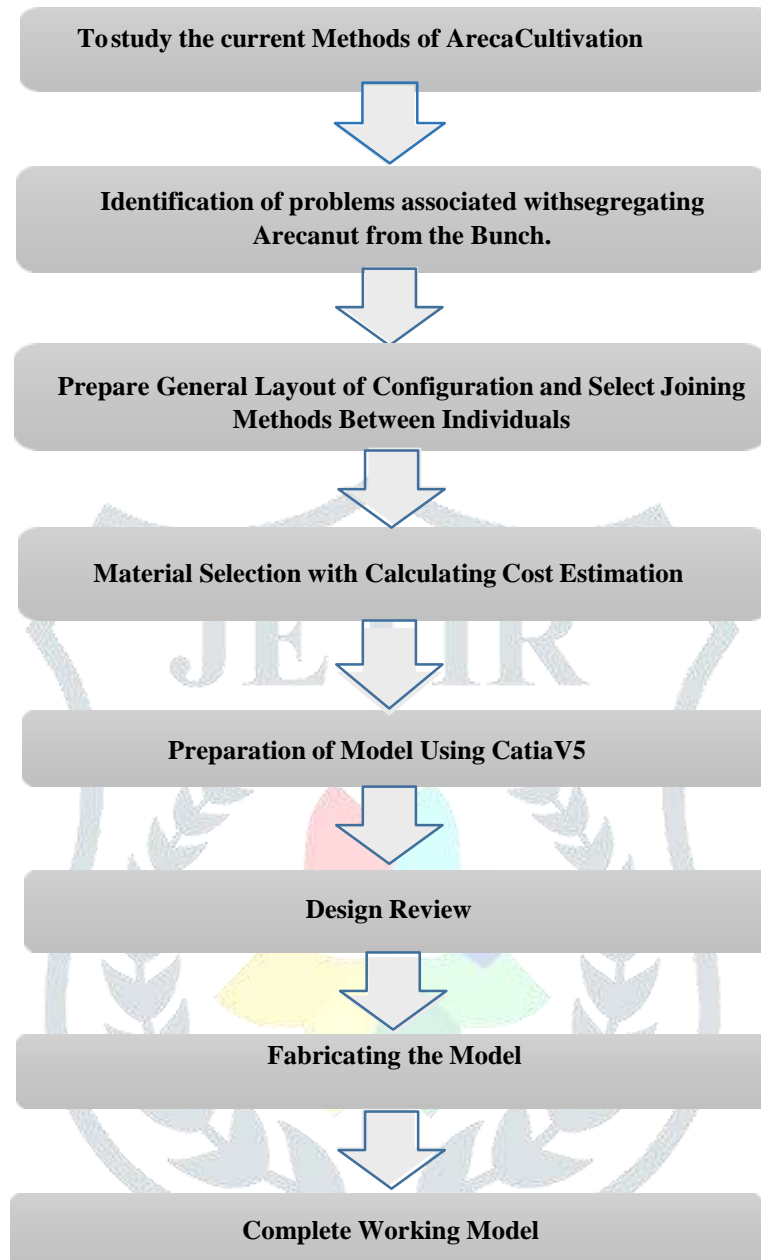 To study the current Methods of ArecaCultivation
Identification of problems associated withsegregating
Arecanut from the Bunch.
Prepare General Layout of Configuration and Select Joining
Methods Between Individuals
Material Selection with Calculating Cost Estimation
JETIR
Preparation of Model Using CatiaV5
Design Review
Fabricating the Model
Complete Working Model